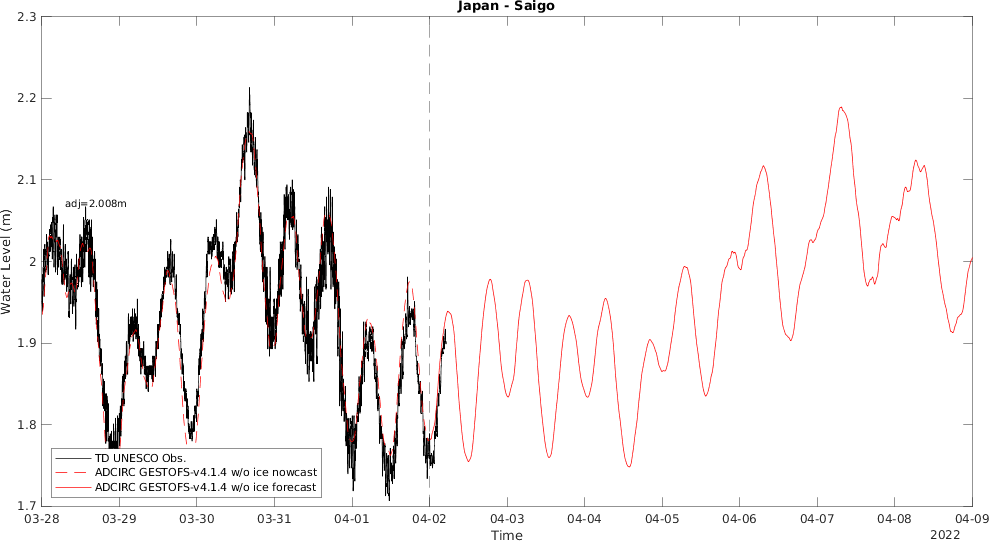 Japan - Saigo
2.3
2.2
2.1
2
1.9
1.8
1.7
Water Level (m)
adj=2.008m
TD UNESCO Obs.
ADCIRC GESTOFS-v4.1.4 w/o ice nowcast
ADCIRC GESTOFS-v4.1.4 w/o ice forecast
03-28 03-29 03-30 03-31 04-01 04-02 04-03 04-04 04-05 04-06 04-07 04-08 04-09
Time
2022